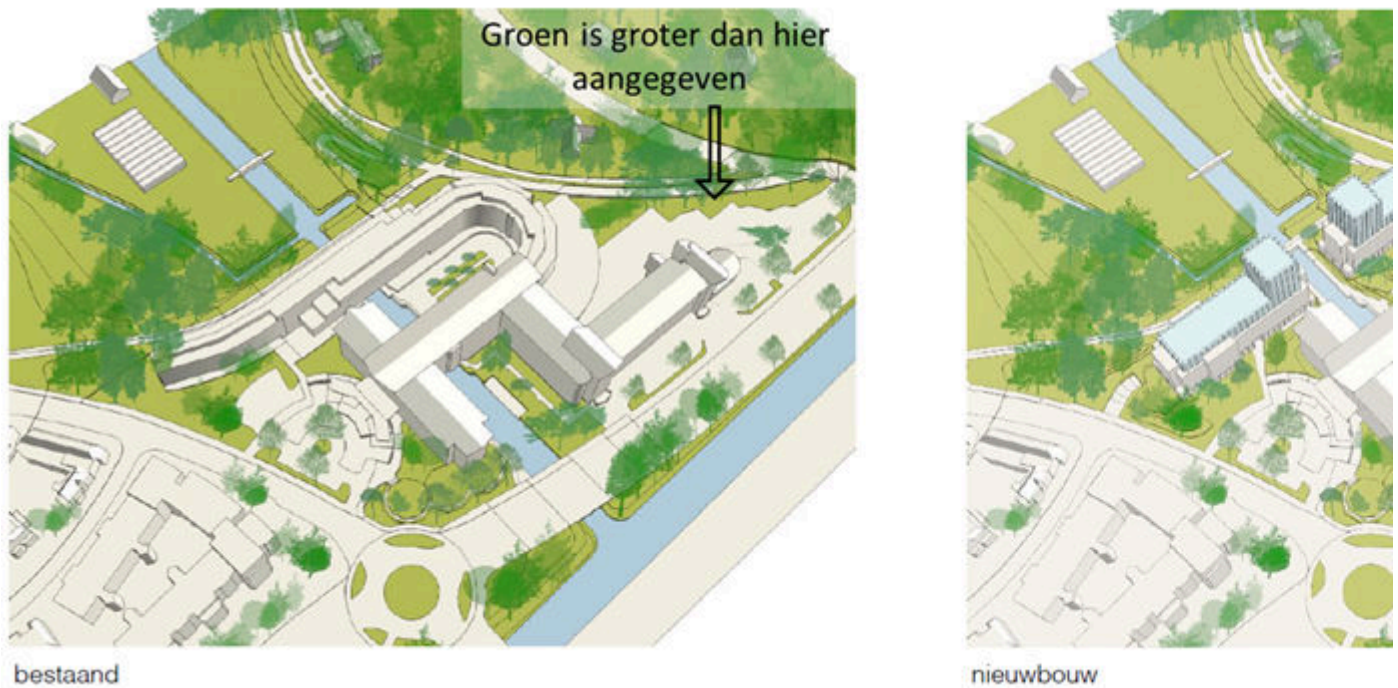 Groen is groter dan hier
aangegeven
bestaand
nieuwbouw